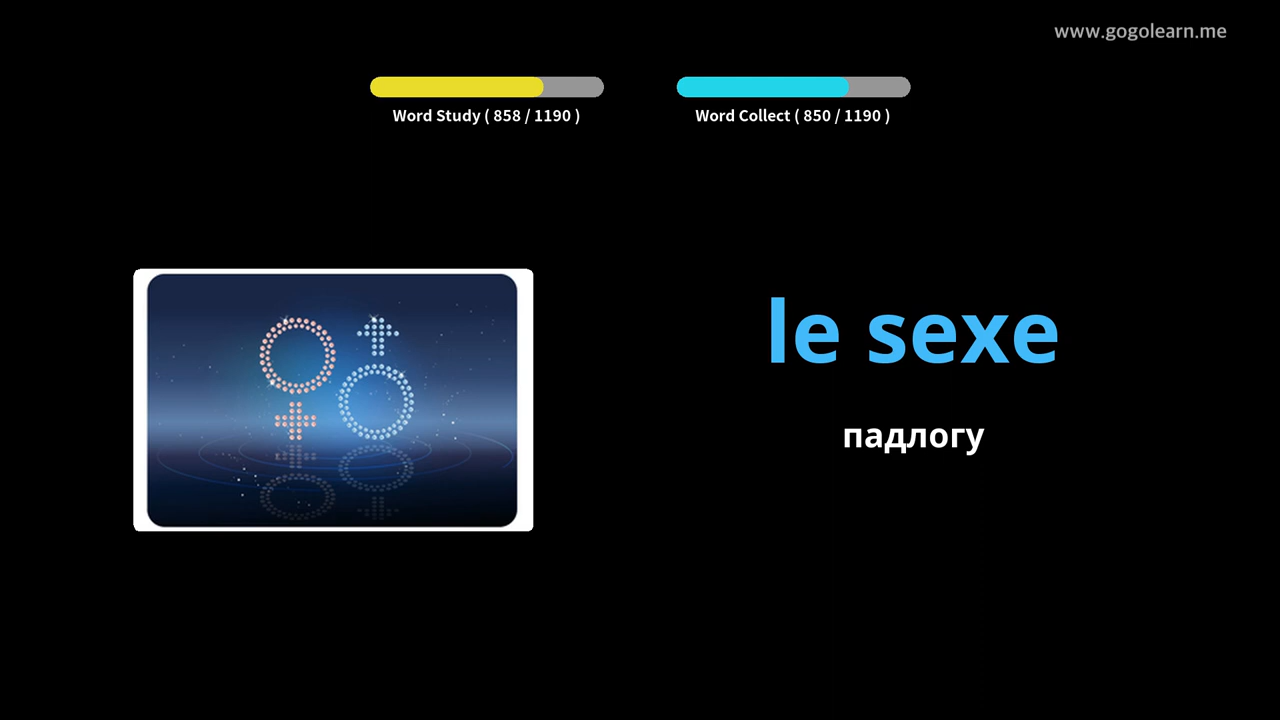 www.gogolearn.me
Word Study ( 858 / 1190 )
Word Collect ( 850 / 1190 )
le sexe
падлогу